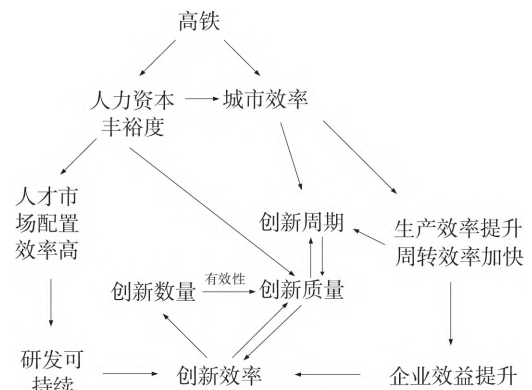 高铁
人力资本
丰裕度
城市效率
人才市
场配置
效率高
创新周期
生产效率提升
周转效率加快
创新数量
有效性
创新质量
研发可
持续
创新效率
企业效益提升